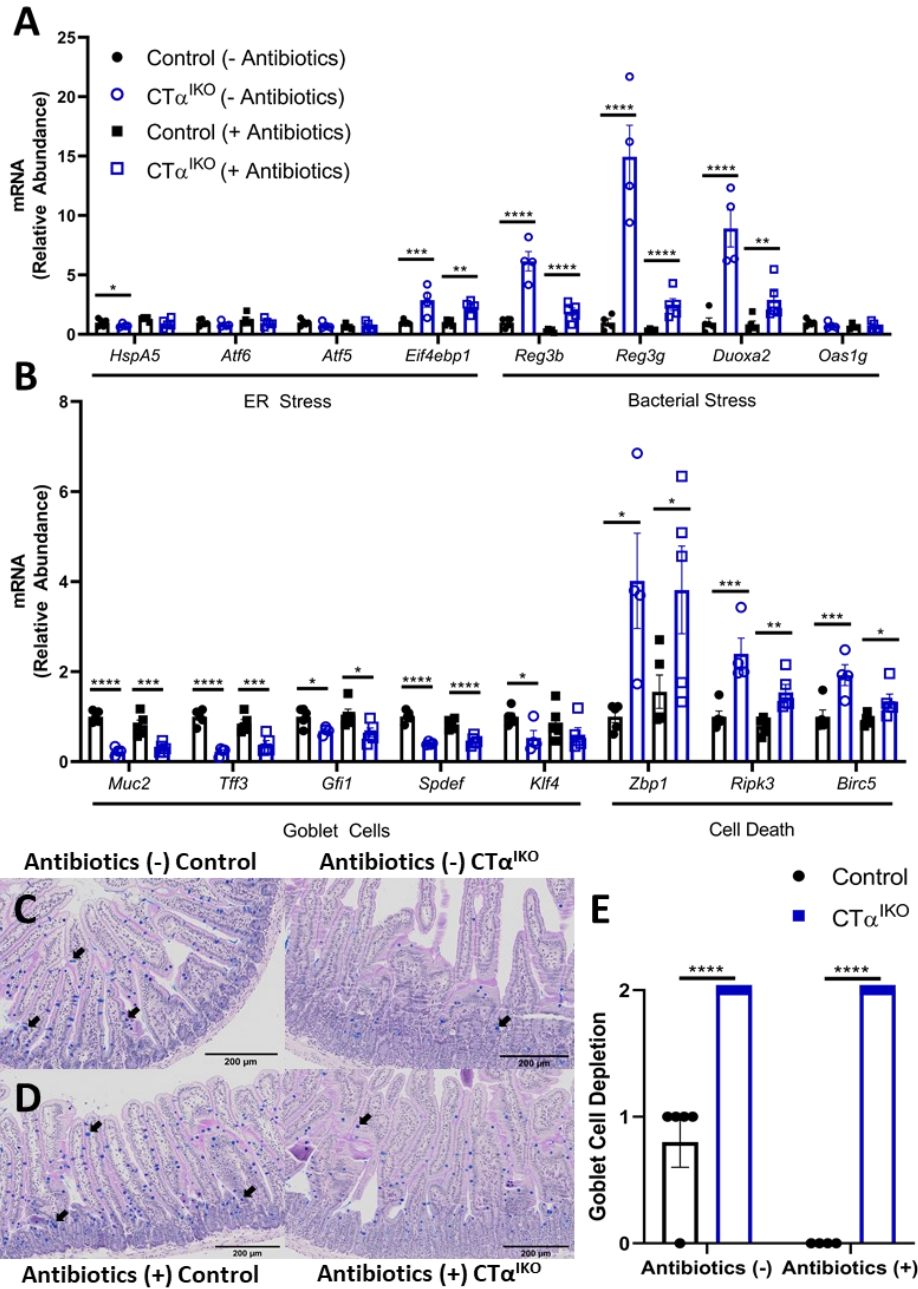 A
25
20
15
10
5
0
mRNA
(Relative Abundance)
Control (- Antibiotics)
CTα^IKO (- Antibiotics)
Control (+ Antibiotics)
CTα^IKO (+ Antibiotics)
* *** ** **** **** **** **** **** **
HspA5 Atf6 Atf5 Eif4ebp1 Reg3b Reg3g Duoxa2 Oas1g
ER Stress Bacterial Stress
B
8
6
4
2
0
mRNA
(Relative Abundance)
**** *** **** *** * * **** **** * * * *** ** *** *
Muc2 Tff3 Gfi1 Spdef Klf4 Zbp1 Ripk3 Birc5
Goblet Cells Cell Death
Antibiotics (-) Control Antibiotics (-) CTα^IKO
C
200 µm 200 µm
D
200 µm 200 µm
Antibiotics (+) Control Antibiotics (+) CTα^IKO
E
Control
CTα^IKO
**** ****
2
1
0
Goblet Cell Depletion
Antibiotics (-) Antibiotics (+)